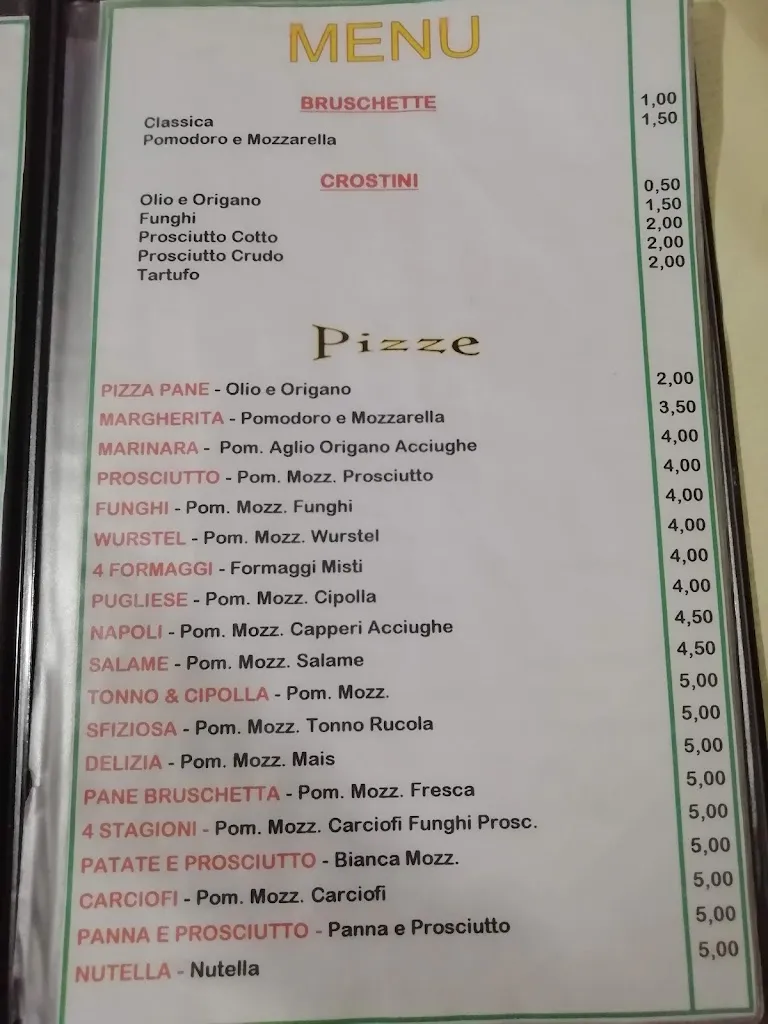 MENU
BRUSCHETTE
Classica 1,00
Pomodoro e Mozzarella 1,50
CROSTINI
Olio e Origano 0,50
Funghi 1,50
Prosciutto Cotto 2,00
Prosciutto Crudo 2,00
Tartufo 2,00
Pizze
PIZZA PANE - Olio e Origano 2,00
MARGHERITA - Pomodoro e Mozzarella 3,50
MARINARA - Pom. Aglio Origano Acciughe 4,00
PROSCIUTTO - Pom. Mozz. Prosciutto 4,00
FUNGHI - Pom. Mozz. Funghi 4,00
WURSTEL - Pom. Mozz. Wurstel 4,00
4 FORMAGGI - Formaggi Misti 4,00
PUGLIESE - Pom. Mozz. Cipolla 4,00
NAPOLI - Pom. Mozz. Capperi Acciughe 4,50
SALAME - Pom. Mozz. Salame 4,50
TONNO & CIPOLLA - Pom. Mozz. 5,00
SFIZIOSA - Pom. Mozz. Tonno Rucola 5,00
DELIZIA - Pom. Mozz. Mais 5,00
PANE BRUSCHETTA - Pom. Mozz. Fresca 5,00
4 STAGIONI - Pom. Mozz. Carciofi Funghi Prosc. 5,00
PATATE E PROSCIUTTO - Bianca Mozz. 5,00
CARCIOFI - Pom. Mozz. Carciofi 5,00
PANNA E PROSCIUTTO - Panna e Prosciutto 5,00
NUTELLA - Nutella 5,00